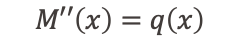 M''(x) = q(x)